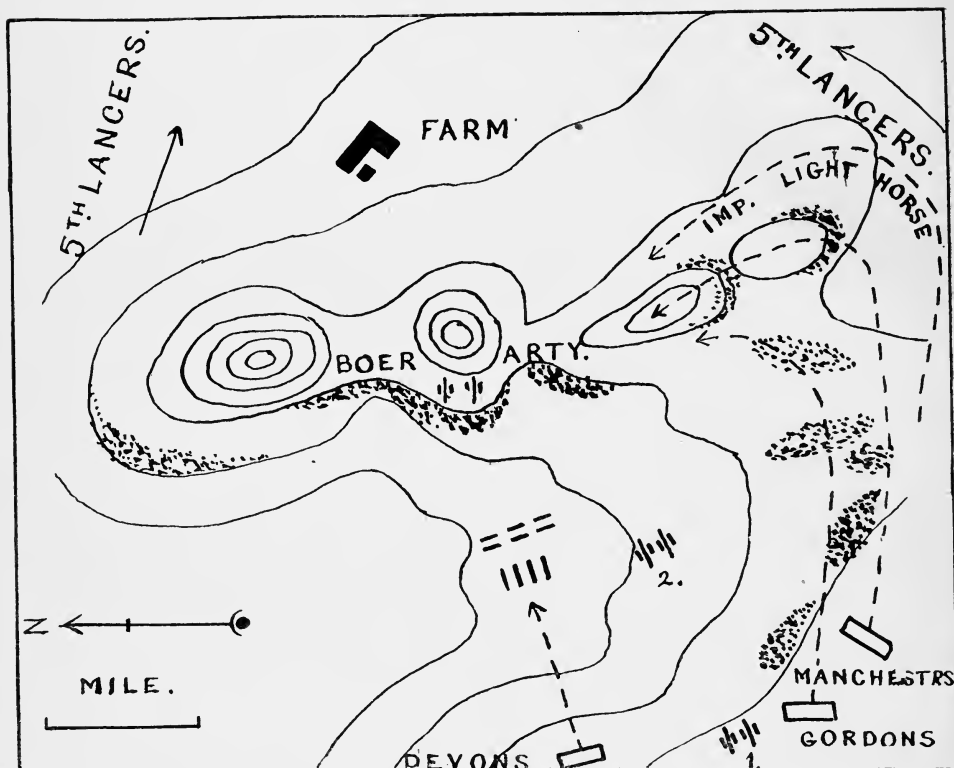 5TH LANCERS.
FARM
5TH LANCERS.
IMP. LIGHT HORSE
BOER ARTY.
2.
N
MILE.
MANCHESTRS
GORDONS
DEVONS
1.